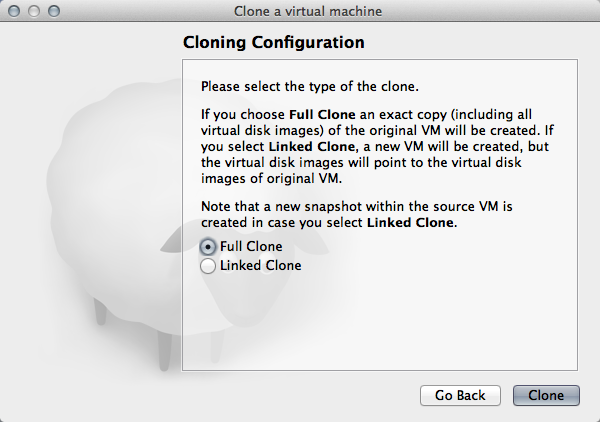 Clone a virtual machine
Cloning Configuration
Please select the type of the clone.
If you choose Full Clone an exact copy (including all
virtual disk images) of the original VM will be created. If
you select Linked Clone, a new VM will be created, but
the virtual disk images will point to the virtual disk
images of original VM.
Note that a new snapshot within the source VM is
created in case you select Linked Clone.
Full Clone
Linked Clone
Go Back
Clone